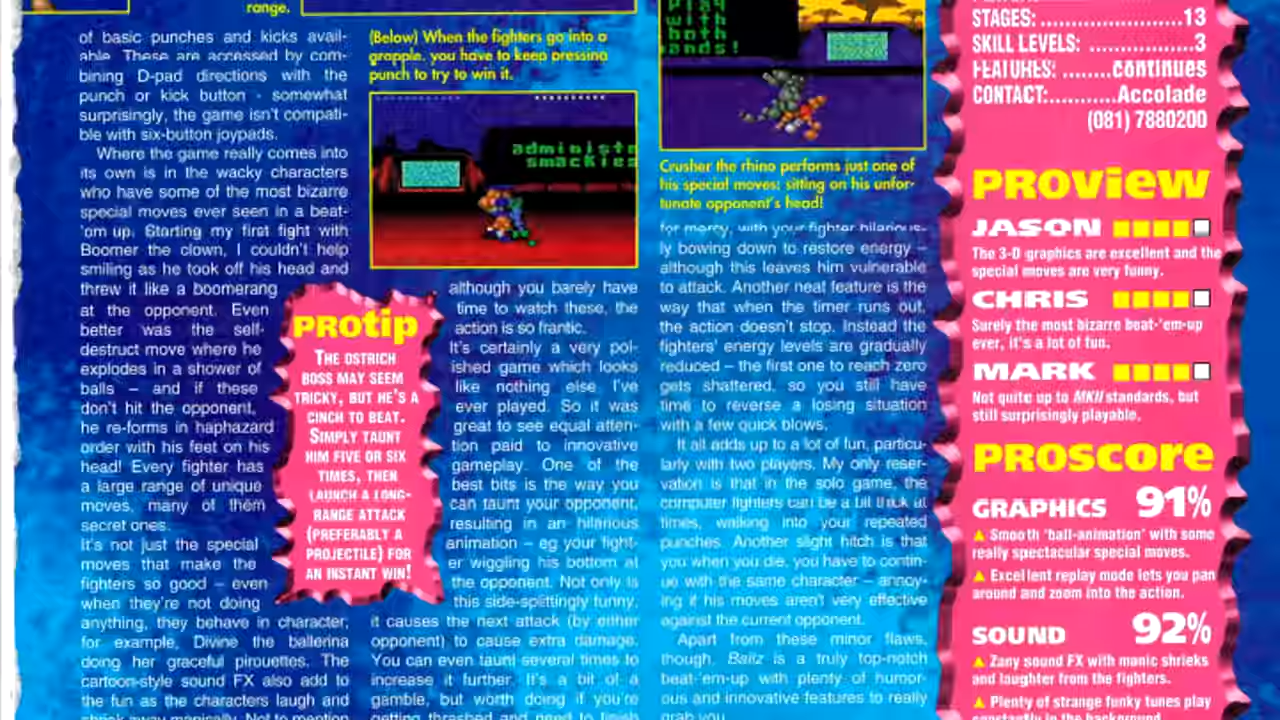 range.
of basic punches and kicks avail-
able. These are accessed by com-
bining D-pad directions with the
punch or kick button - somewhat
surprisingly, the game isn't compati-
ble with six-button joypads.
Where the game really comes into
its own is in the wacky characters
who have some of the most bizarre
special moves ever seen in a beat-
'em up. Starting my first fight with
Boomer the clown, I couldn't help
smiling as he took off his head and
threw it like a boomerang
at the opponent. Even
better was the self-
destruct move where he
explodes in a shower of
balls – and if these
don't hit the opponent,
he re-forms in haphazard
order with his feet on his
head! Every fighter has
a large range of unique
moves, many of them
secret ones.
It's not just the special
moves that make the
fighters so good – even
when they're not doing
anything, they behave in character,
for example, Divine the ballerina
doing her graceful pirouettes. The
cartoon-style sound FX also add to
the fun as the characters laugh and
shriek away manically. Not to mention
(Below) When the fighters go into a
grapple, you have to keep pressing
punch to try to win it.
administe
smackies
PROtip
THE OSTRICH
BOSS MAY SEEM
TRICKY, BUT HE'S A
CINCH TO BEAT.
SIMPLY TAUNT
HIM FIVE OR SIX
TIMES, THEN
LAUNCH A LONG-
RANGE ATTACK
(PREFERABLY A
PROJECTILE) FOR
AN INSTANT WIN!
although you barely have
time to watch these, the
action is so frantic.
It's certainly a very pol-
ished game which looks
like nothing else I've
ever played. So it was
great to see equal atten-
tion paid to innovative
gameplay. One of the
best bits is the way you
can taunt your opponent,
resulting in an hilarious
animation – eg your fight-
er wiggling his bottom at
the opponent. Not only is
this side-splittingly funny,
it causes the next attack (by either
opponent) to cause extra damage.
You can even taunt several times to
increase it further. It's a bit of a
gamble, but worth doing if you're
getting thrashed and need to finish
Play
with
both
ands!
Crusher the rhino performs just one of
his special moves: sitting on his unfor-
tunate opponent's head!
for mercy, with your fighter hilarious-
ly bowing down to restore energy –
although this leaves him vulnerable
to attack. Another neat feature is the
way that when the timer runs out,
the action doesn't stop. Instead the
fighters' energy levels are gradually
reduced – the first one to reach zero
gets shattered, so you still have
time to reverse a losing situation
with a few quick blows.
It all adds up to a lot of fun, particu-
larly with two players. My only reser-
vation is that in the solo game, the
computer fighters can be a bit thick at
times, walking into your repeated
punches. Another slight hitch is that
you when you die, you have to contin-
ue with the same character – annoy-
ing if his moves aren't very effective
against the current opponent.
Apart from these minor flaws,
though, Ballz is a truly top-notch
beat-'em-up with plenty of humor-
ous and innovative features to really
grab you.
STAGES: 13
SKILL LEVELS: 3
FEATURES: continues
CONTACT: Accolade
(081) 7880200
PROview
JASON
The 3-D graphics are excellent and the
special moves are very funny.
CHRIS
Surely the most bizarre beat-'em-up
ever, it's a lot of fun.
MARK
Not quite up to MKII standards, but
still surprisingly playable.
PROscore
GRAPHICS 91%
Smooth 'ball-animation' with some
really spectacular special moves.
Excellent replay mode lets you pan
around and zoom into the action.
SOUND 92%
Zany sound FX with manic shrieks
and laughter from the fighters.
Plenty of strange funky tunes play
constantly in the background.